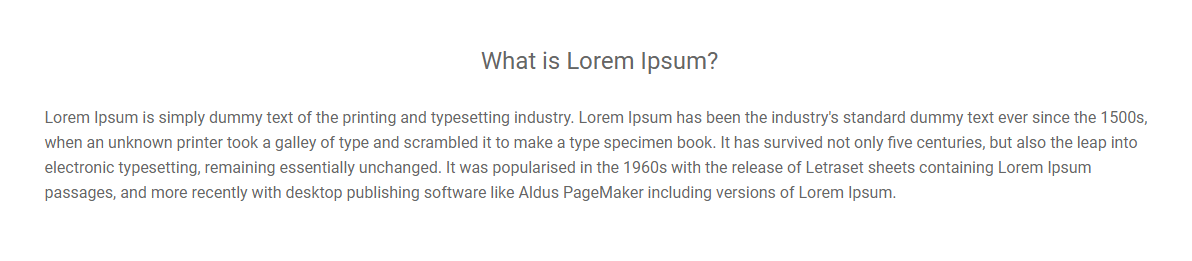 What is Lorem Ipsum?
Lorem Ipsum is simply dummy text of the printing and typesetting industry. Lorem Ipsum has been the industry's standard dummy text ever since the 1500s,
when an unknown printer took a galley of type and scrambled it to make a type specimen book. It has survived not only five centuries, but also the leap into
electronic typesetting, remaining essentially unchanged. It was popularised in the 1960s with the release of Letraset sheets containing Lorem Ipsum
passages, and more recently with desktop publishing software like Aldus PageMaker including versions of Lorem Ipsum.